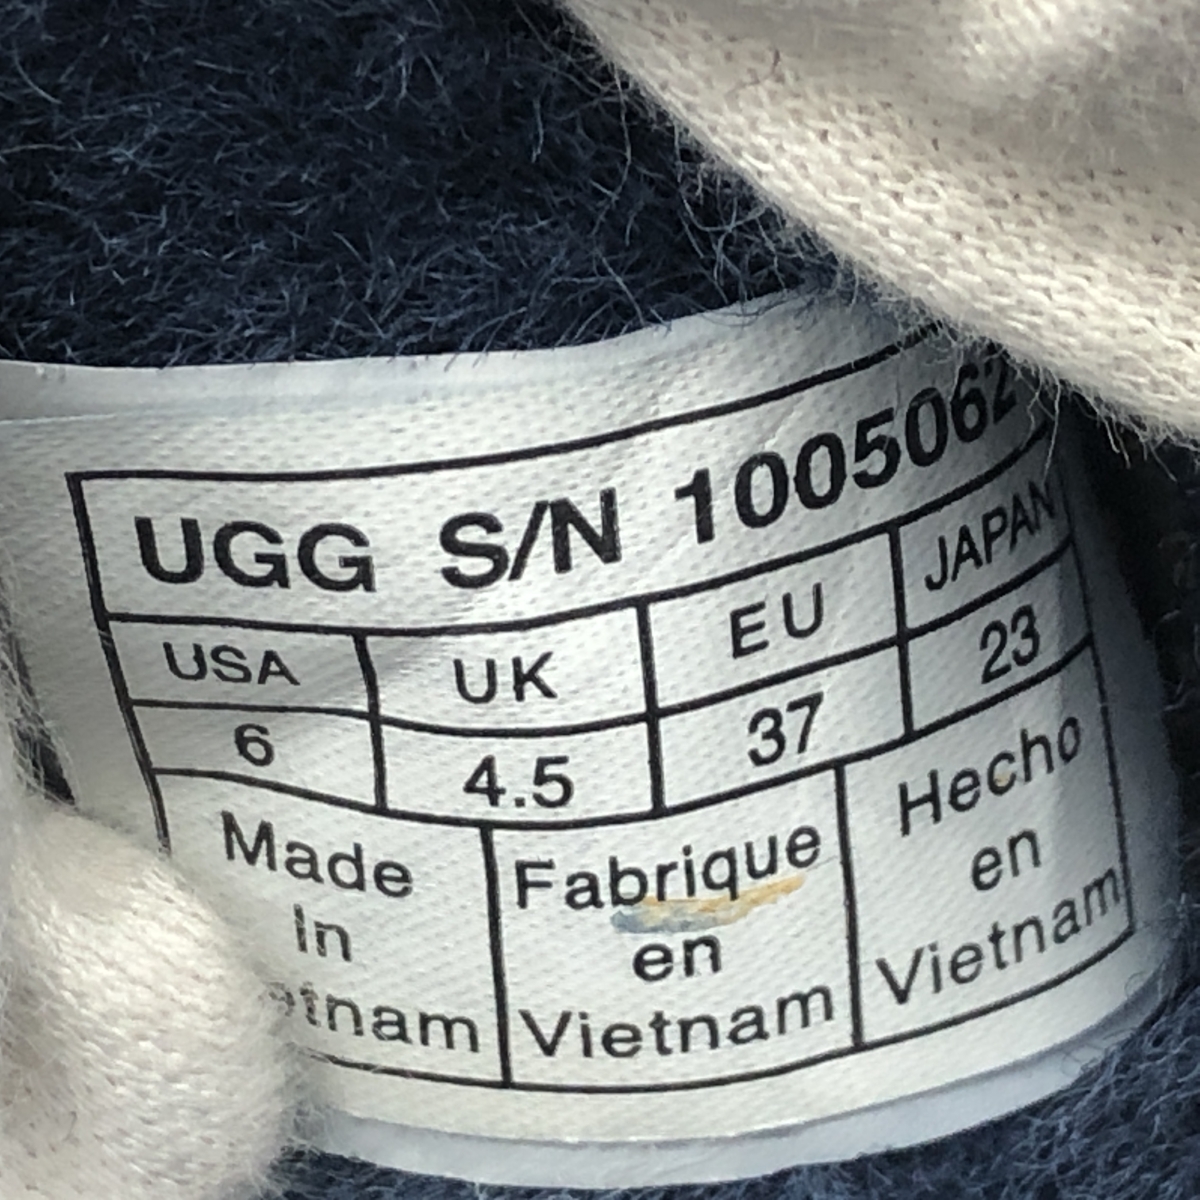 UGG S/N 1005062
USA UK EU JAPAN
6 4.5 37 23
Made
In
Fabrique
en
Vietnam
Hecho
en
Vietnam